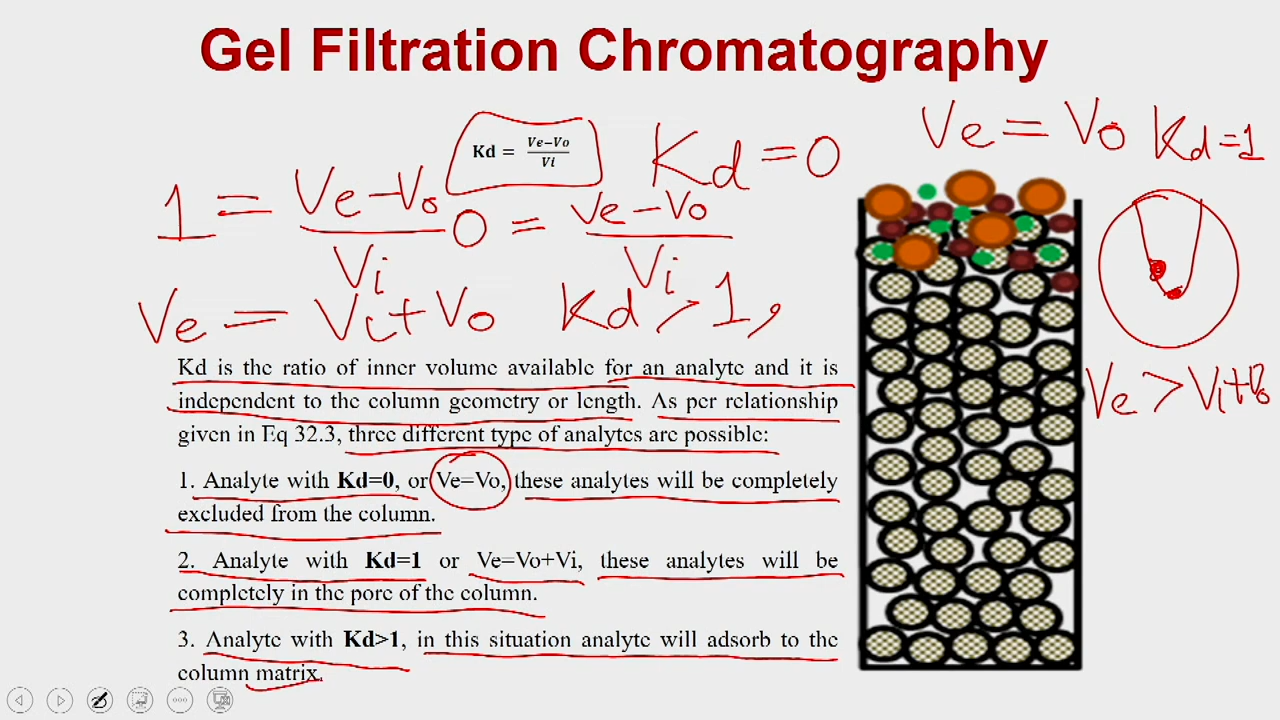 Gel Filtration Chromatography
Ve = Vo Kd=1
Kd = Ve-Vo / Vi
Kd = 0
1 = Ve-Vo / Vi
0 = Ve-Vo / Vi
Ve = Vi+Vo Kd > 1,
Ve > Vi+Vo
Kd is the ratio of inner volume available for an analyte and it is
independent to the column geometry or length. As per relationship
given in Eq 32.3, three different type of analytes are possible:
1. Analyte with Kd=0, or Ve=Vo, these analytes will be completely
excluded from the column.
2. Analyte with Kd=1 or Ve=Vo+Vi, these analytes will be
completely in the pore of the column.
3. Analyte with Kd>1, in this situation analyte will adsorb to the
column matrix.